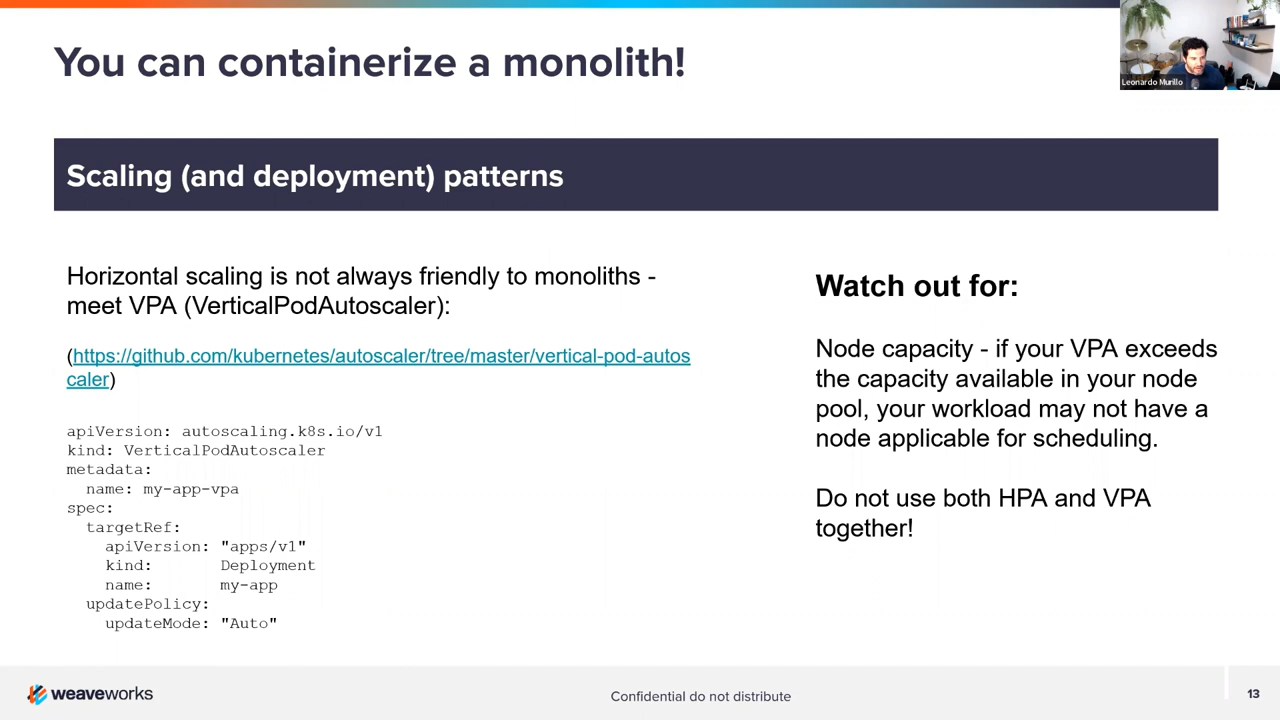 You can containerize a monolith!
Leonardo Murillo
Scaling (and deployment) patterns
Horizontal scaling is not always friendly to monoliths -
meet VPA (VerticalPodAutoscaler):
(https://github.com/kubernetes/autoscaler/tree/master/vertical-pod-autos
caler)
apiVersion: autoscaling.k8s.io/v1
kind: VerticalPodAutoscaler
metadata:
  name: my-app-vpa
spec:
  targetRef:
    apiVersion: "apps/v1"
    kind:       Deployment
    name:       my-app
  updatePolicy:
    updateMode: "Auto"
Watch out for:
Node capacity - if your VPA exceeds
the capacity available in your node
pool, your workload may not have a
node applicable for scheduling.
Do not use both HPA and VPA
together!
weaveworks
Confidential do not distribute
13